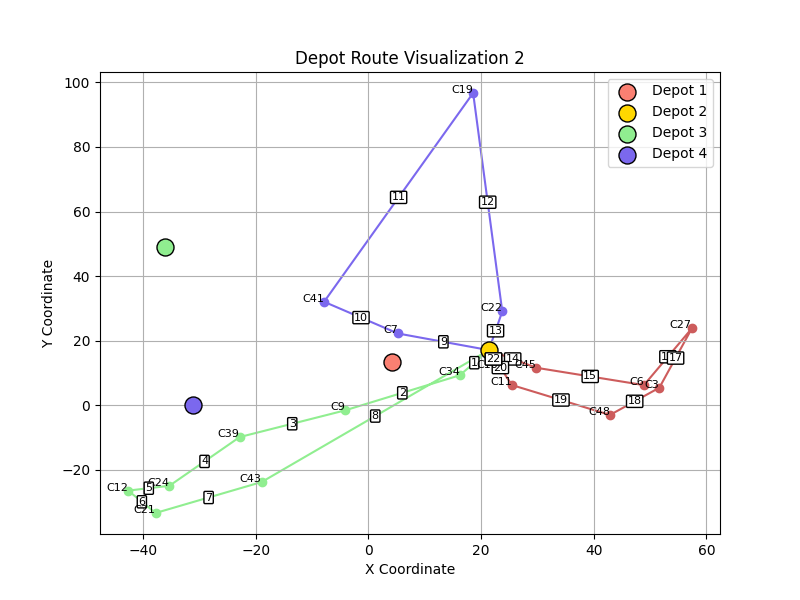 Depot Route Visualization 2
Depot 1
Depot 2
Depot 3
Depot 4
100
80
60
40
20
0
−20
−40
−20
0
20
40
60
X Coordinate
Y Coordinate
C19
11
12
C41
10
C7
C22
13
9
C27
17
22
14
1
C45
15
C6
C3
C34
20
C11
19
C48
18
2
8
C9
3
C39
4
C43
C12
5
C24
6
7
C21